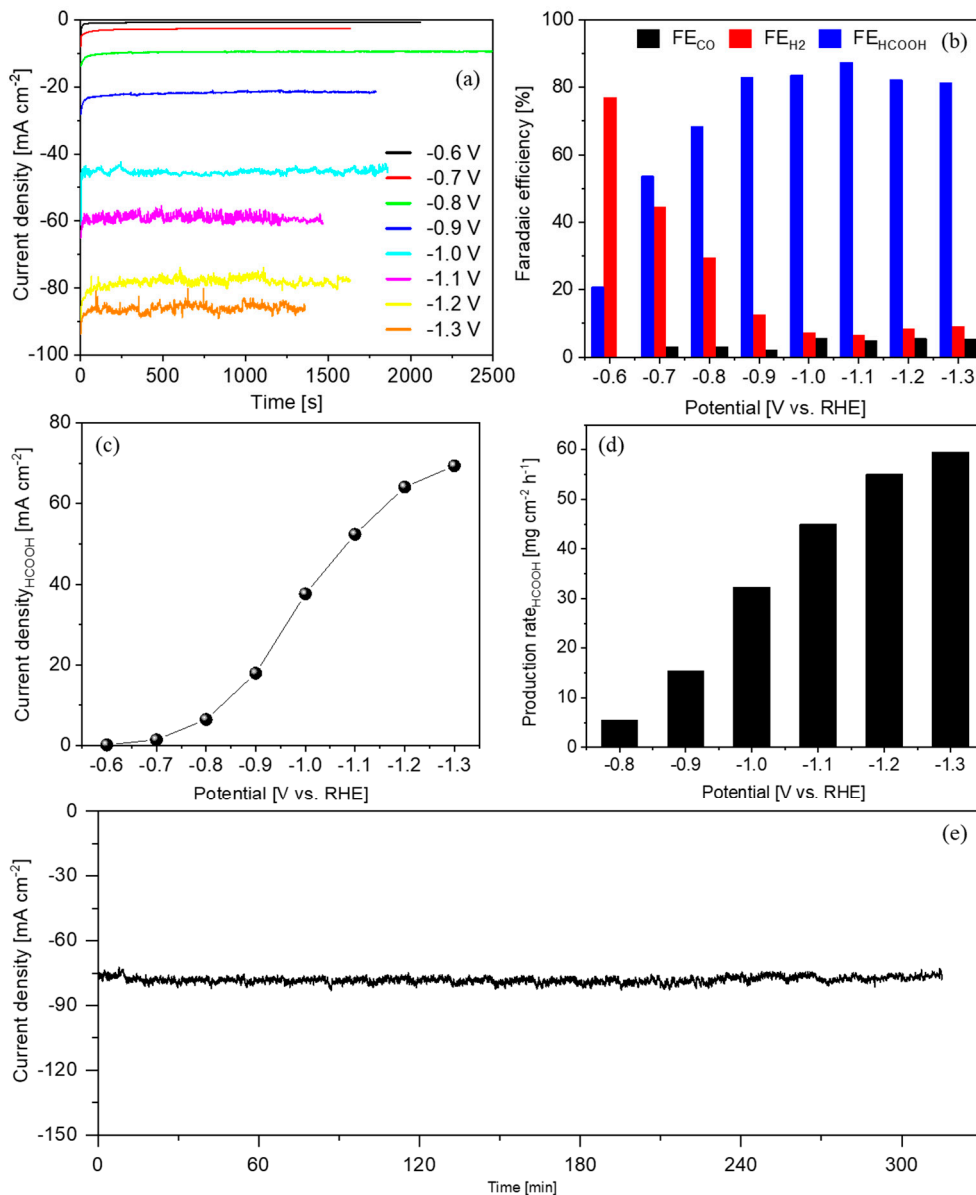 (a)
Current density [mA cm-2]
0
-20
-40
-60
-80
-100
-0.6 V
-0.7 V
-0.8 V
-0.9 V
-1.0 V
-1.1 V
-1.2 V
-1.3 V
0 500 1000 1500 2000 2500
Time [s]
FECO FEH2 FEHCOOH (b)
Faradaic efficiency [%]
100
80
60
40
20
0
-0.6 -0.7 -0.8 -0.9 -1.0 -1.1 -1.2 -1.3
Potential [V vs. RHE]
(c)
Current densityHCOOH [mA cm-2]
80
60
40
20
0
-0.6 -0.7 -0.8 -0.9 -1.0 -1.1 -1.2 -1.3
Potential [V vs. RHE]
(d)
Production rateHCOOH [mg cm-2 h-1]
60
50
40
30
20
10
0
-0.8 -0.9 -1.0 -1.1 -1.2 -1.3
Potential [V vs. RHE]
(e)
Current density [mA cm-2]
0
-30
-60
-90
-120
-150
0 60 120 180 240 300
Time [min]